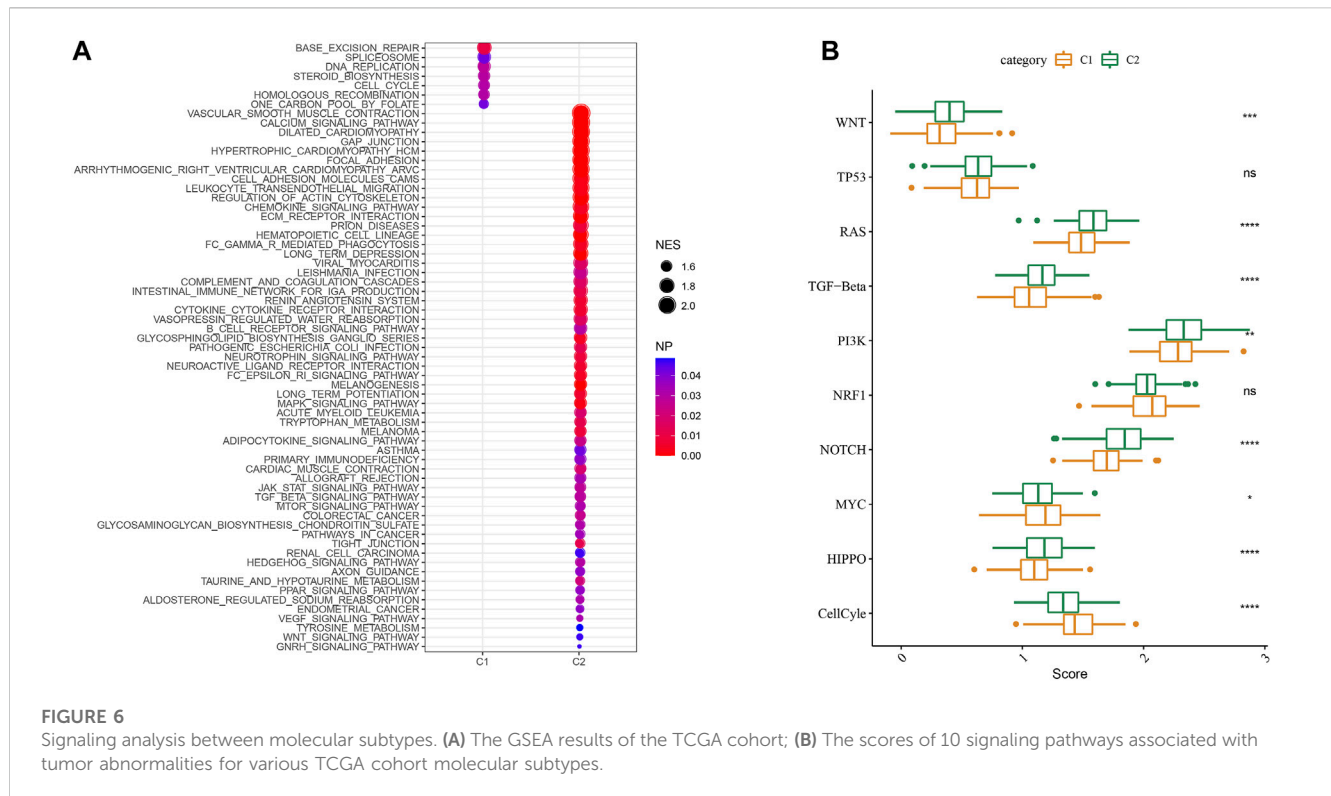 A
BASE_EXCISION_REPAIR
SPLICEOSOME
DNA_REPLICATION
STEROID_BIOSYNTHESIS
CELL_CYCLE
HOMOLOGOUS_RECOMBINATION
ONE_CARBON_POOL_BY_FOLATE
VASCULAR_SMOOTH_MUSCLE_CONTRACTION
CALCIUM_SIGNALING_PATHWAY
DILATED_CARDIOMYOPATHY
GAP_JUNCTION
HYPERTROPHIC_CARDIOMYOPATHY_HCM
FOCAL_ADHESION
ARRHYTHMOGENIC_RIGHT_VENTRICULAR_CARDIOMYOPATHY_ARVC
CELL_ADHESION_MOLECULES_CAMS
LEUKOCYTE_TRANSENDOTHELIAL_MIGRATION
REGULATION_OF_ACTIN_CYTOSKELETON
CHEMOKINE_SIGNALING_PATHWAY
ECM_RECEPTOR_INTERACTION
PRION_DISEASES
HEMATOPOIETIC_CELL_LINEAGE
FC_GAMMA_R_MEDIATED_PHAGOCYTOSIS
LONG_TERM_DEPRESSION
VIRAL_MYOCARDITIS
LEISHMANIA_INFECTION
COMPLEMENT_AND_COAGULATION_CASCADES
INTESTINAL_IMMUNE_NETWORK_FOR_IGA_PRODUCTION
RENIN_ANGIOTENSIN_SYSTEM
CYTOKINE_CYTOKINE_RECEPTOR_INTERACTION
VASOPRESSIN_REGULATED_WATER_REABSORPTION
B_CELL_RECEPTOR_SIGNALING_PATHWAY
GLYCOSPHINGOLIPID_BIOSYNTHESIS_GANGLIO_SERIES
PATHOGENIC_ESCHERICHIA_COLI_INFECTION
NEUROTROPHIN_SIGNALING_PATHWAY
NEUROACTIVE_LIGAND_RECEPTOR_INTERACTION
FC_EPSILON_RI_SIGNALING_PATHWAY
MELANOGENESIS
LONG_TERM_POTENTIATION
MAPK_SIGNALING_PATHWAY
ACUTE_MYELOID_LEUKEMIA
TRYPTOPHAN_METABOLISM
MELANOMA
ADIPOCYTOKINE_SIGNALING_PATHWAY
ASTHMA
PRIMARY_IMMUNODEFICIENCY
CARDIAC_MUSCLE_CONTRACTION
ALLOGRAFT_REJECTION
JAK_STAT_SIGNALING_PATHWAY
TGF_BETA_SIGNALING_PATHWAY
MTOR_SIGNALING_PATHWAY
COLORECTAL_CANCER
GLYCOSAMINOGLYCAN_BIOSYNTHESIS_CHONDROITIN_SULFATE
PATHWAYS_IN_CANCER
TIGHT_JUNCTION
RENAL_CELL_CARCINOMA
HEDGEHOG_SIGNALING_PATHWAY
AXON_GUIDANCE
TAURINE_AND_HYPOTAURINE_METABOLISM
PPAR_SIGNALING_PATHWAY
ALDOSTERONE_REGULATED_SODIUM_REABSORPTION
ENDOMETRIAL_CANCER
VEGF_SIGNALING_PATHWAY
TYROSINE_METABOLISM
WNT_SIGNALING_PATHWAY
GNRH_SIGNALING_PATHWAY
C1 C2
NES
1.6
1.8
2.0
NP
0.04
0.03
0.02
0.01
0.00
B
category C1 C2
WNT ***
TP53 ns
RAS ****
TGF-Beta ****
PI3K **
NRF1 ns
NOTCH ****
MYC *
HIPPO ****
CellCyle ****
0 1 2 3
Score
FIGURE 6
Signaling analysis between molecular subtypes. (A) The GSEA results of the TCGA cohort; (B) The scores of 10 signaling pathways associated with
tumor abnormalities for various TCGA cohort molecular subtypes.